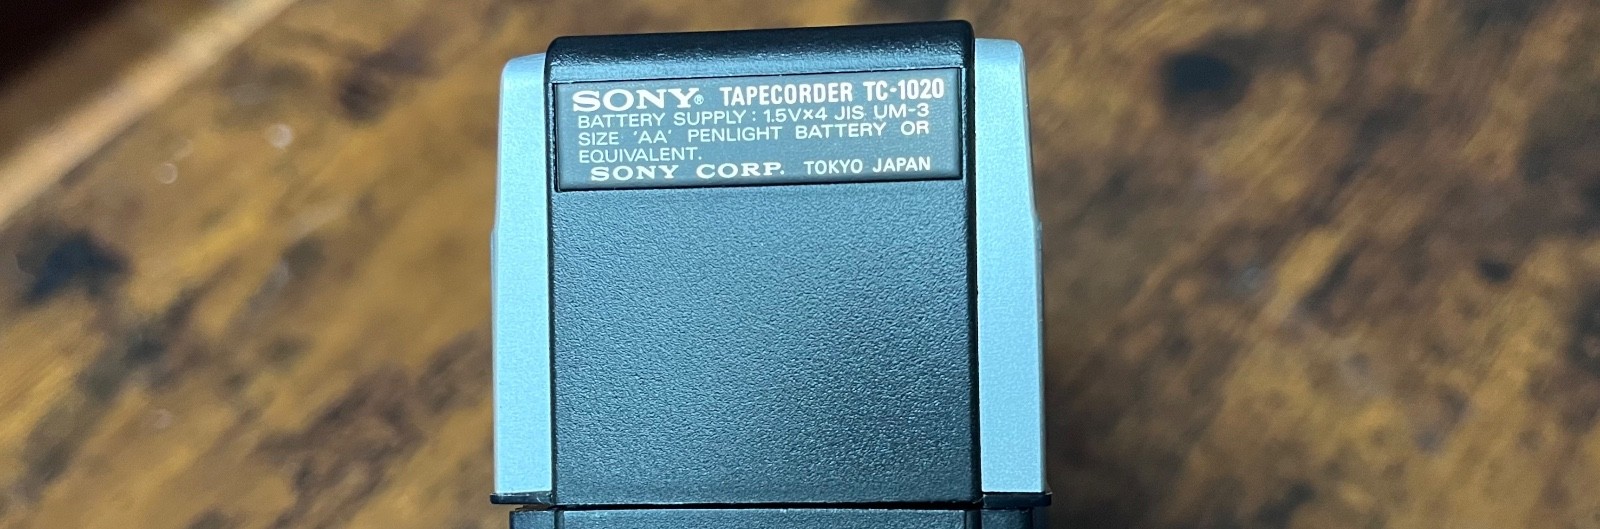 SONY® TAPECORDER TC-1020
BATTERY SUPPLY : 1.5V×4 JIS UM-3
SIZE 'AA' PENLIGHT BATTERY OR
EQUIVALENT.
SONY CORP. TOKYO JAPAN